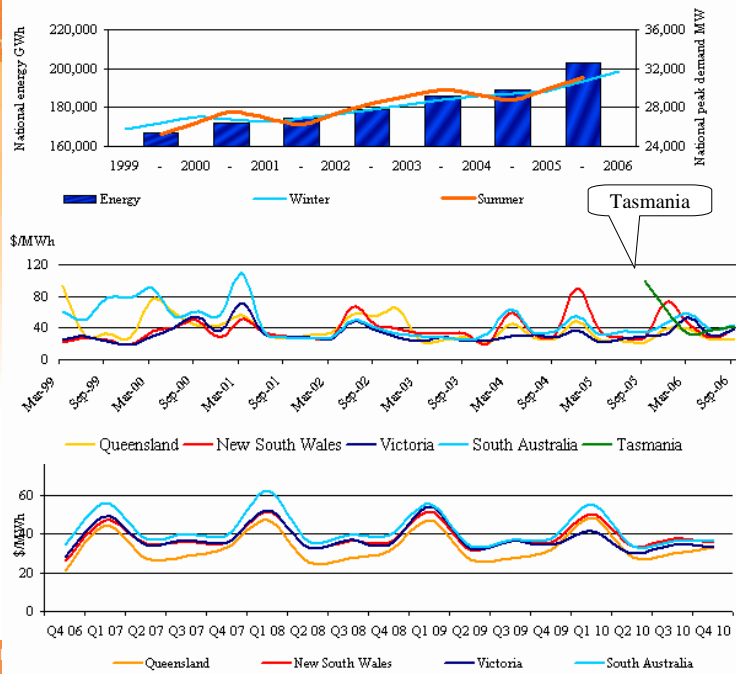 National energy GWh
220,000
200,000
180,000
160,000
36,000
32,000
28,000
24,000
National peak demand MW
1999 - 2000 - 2001 - 2002 - 2003 - 2004 - 2005 - 2006
Energy Winter Summer
Tasmania
$/MWh
120
80
40
0
Mar-99 Sep-99 Mar-00 Sep-00 Mar-01 Sep-01 Mar-02 Sep-02 Mar-03 Sep-03 Mar-04 Sep-04 Mar-05 Sep-05 Mar-06 Sep-06
Queensland New South Wales Victoria South Australia Tasmania
$/MWh
60
40
20
0
Q4 06 Q1 07 Q2 07 Q3 07 Q4 07 Q1 08 Q2 08 Q3 08 Q4 08 Q1 09 Q2 09 Q3 09 Q4 09 Q1 10 Q2 10 Q3 10 Q4 10
Queensland New South Wales Victoria South Australia